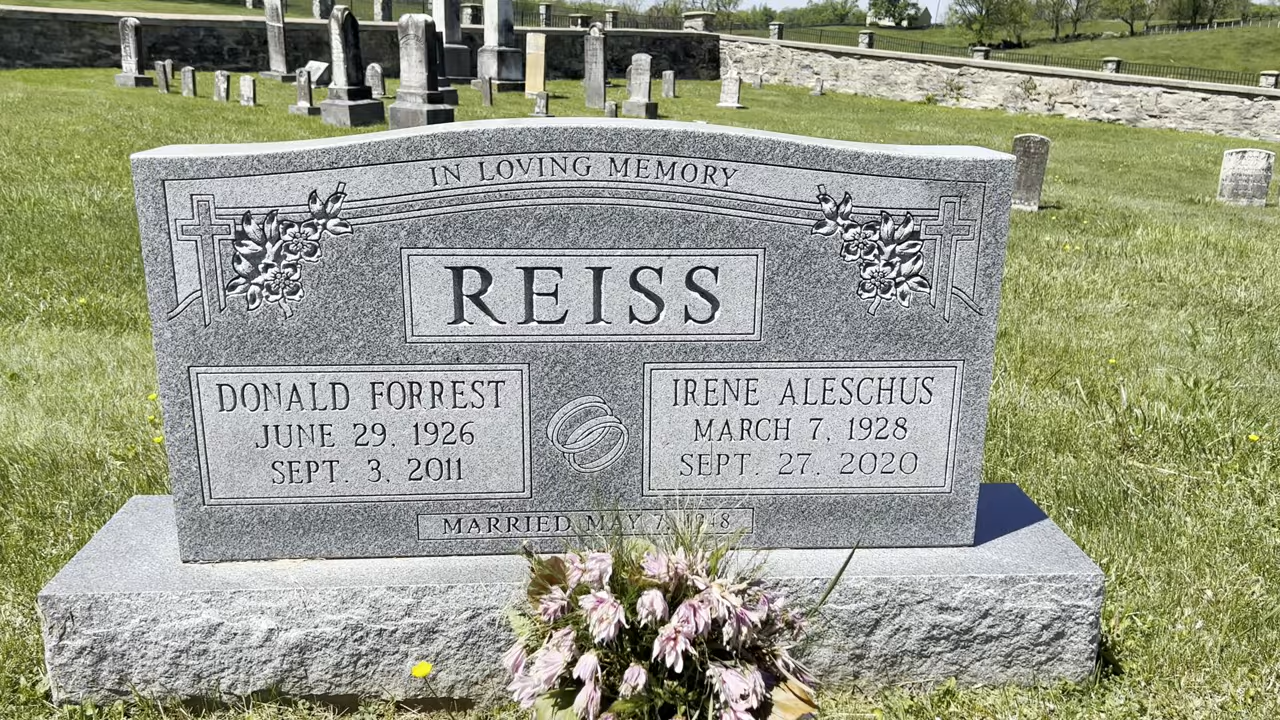 IN LOVING MEMORY
REISS
DONALD FORREST
JUNE 29, 1926
SEPT. 3, 2011
IRENE ALESCHUS
MARCH 7, 1928
SEPT. 27, 2020
MARRIED MAY 7, 1948